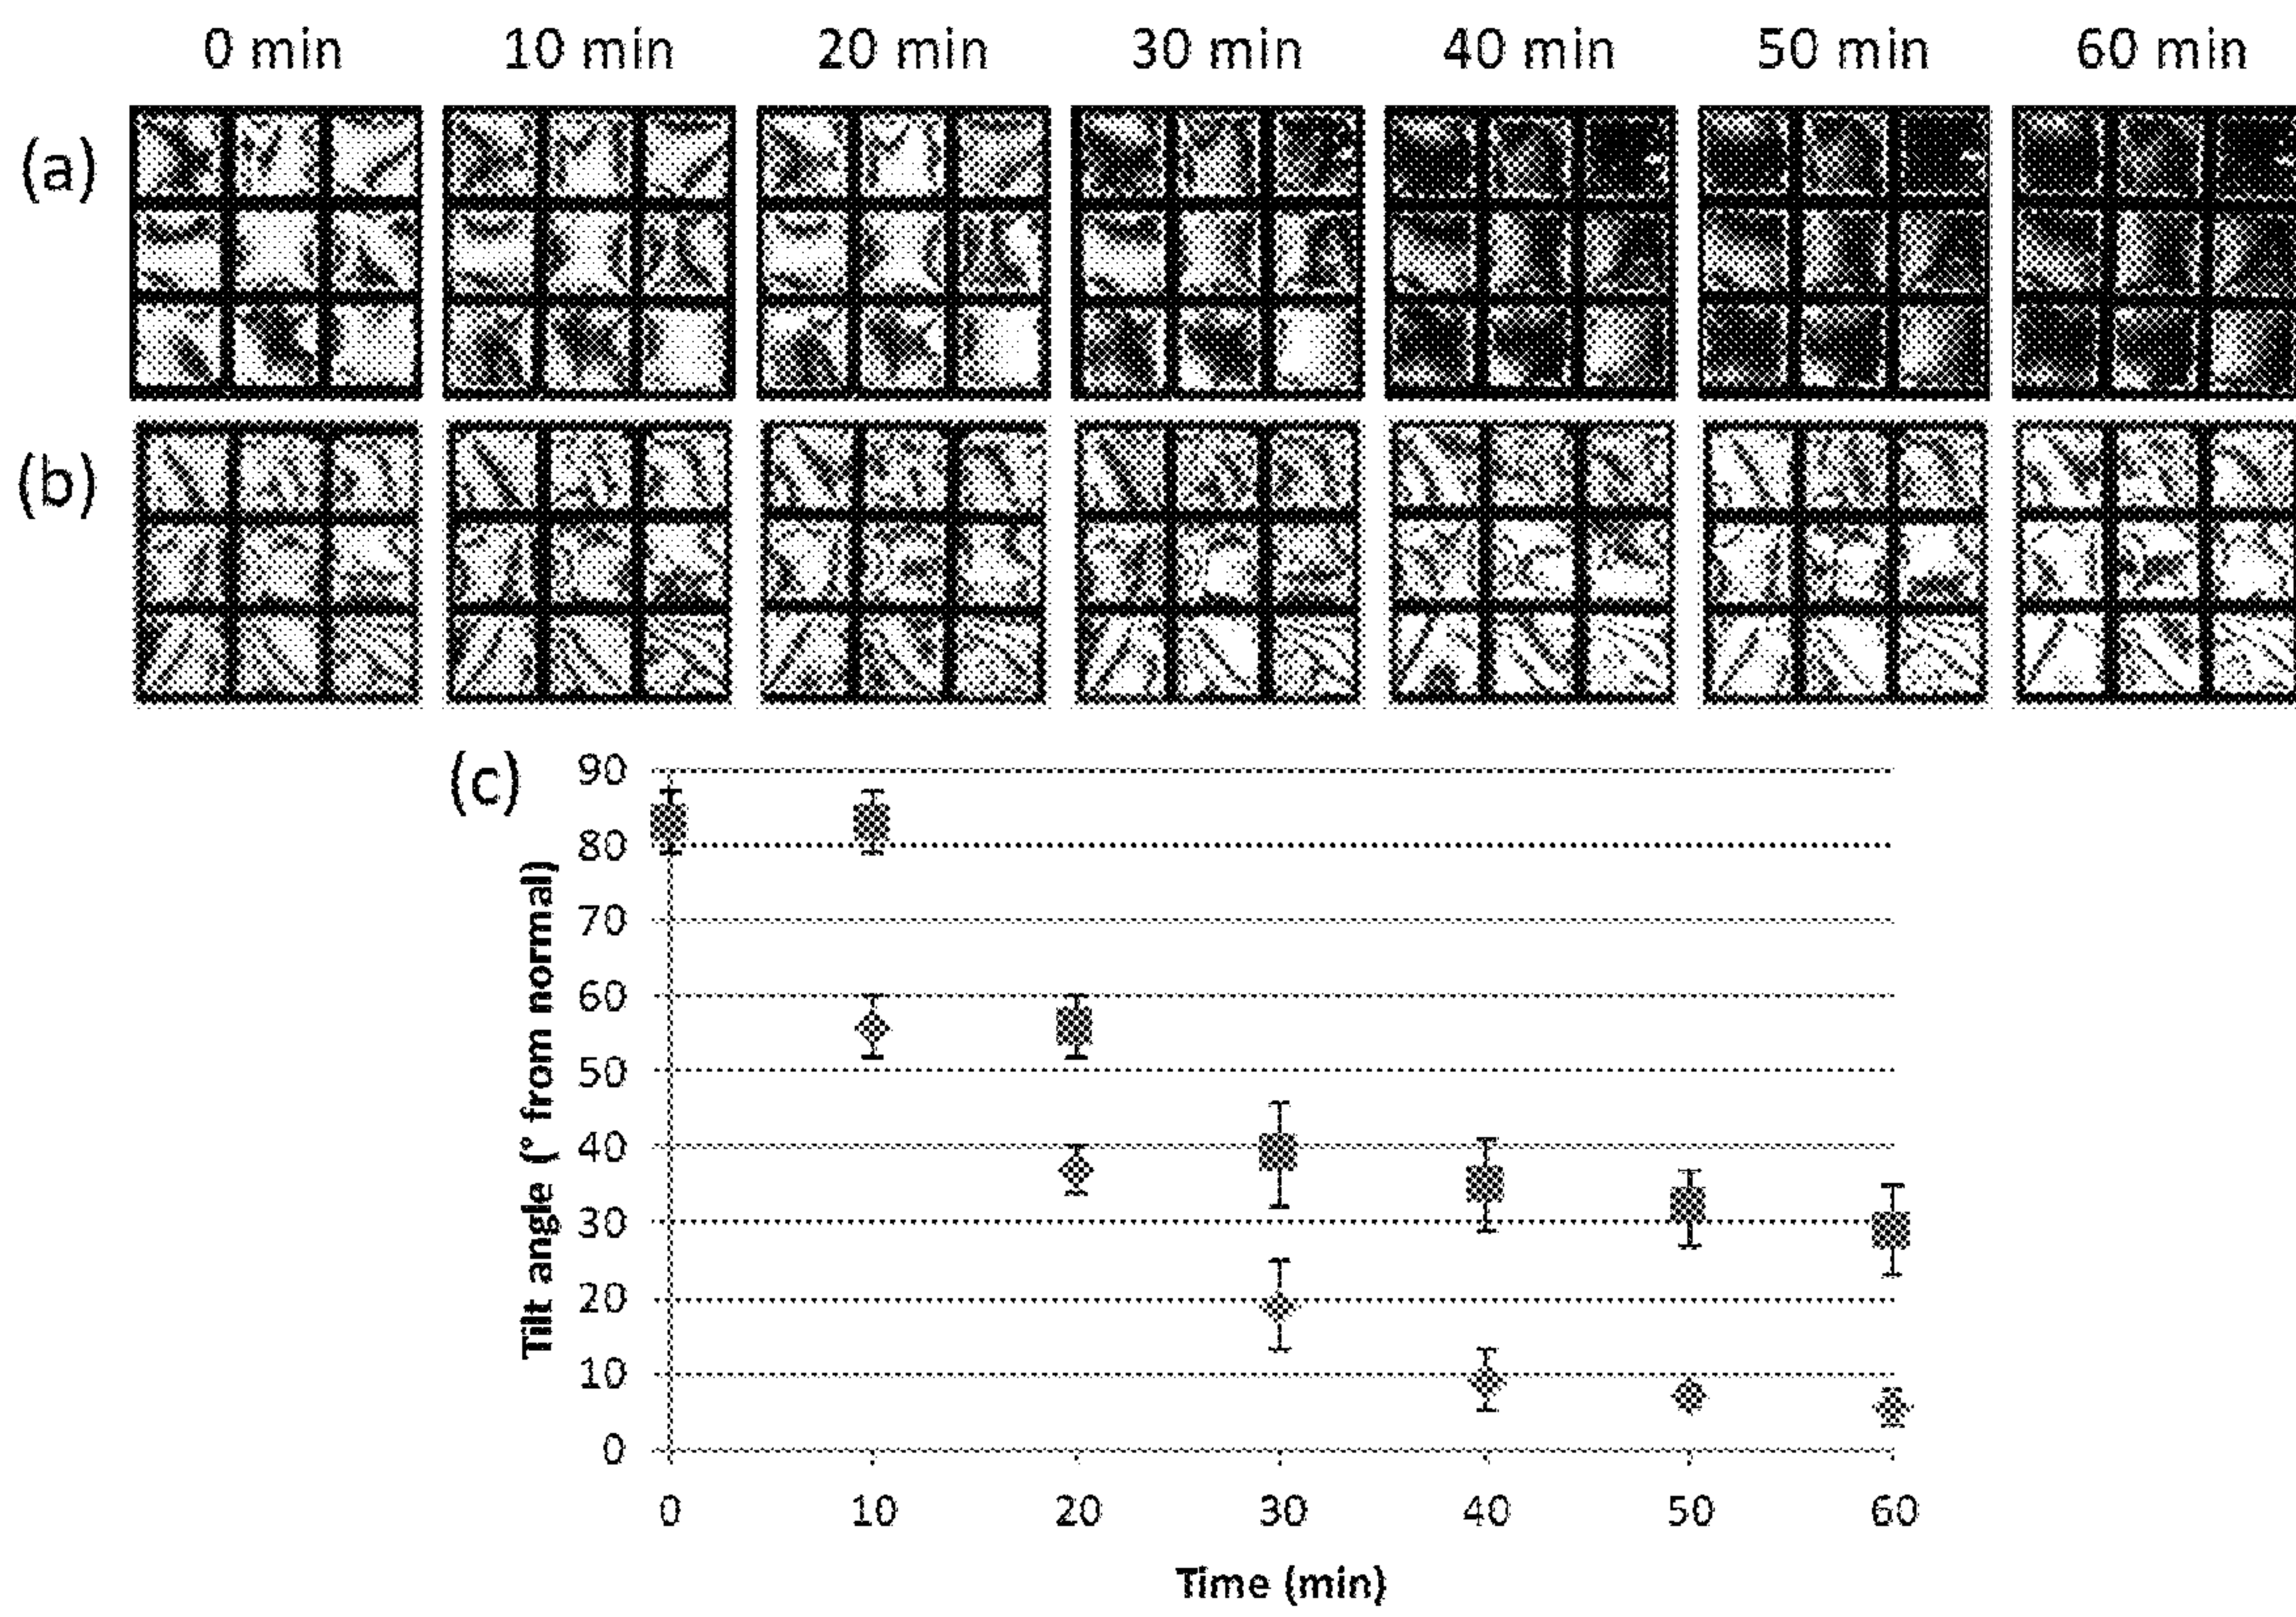 0 min 10 min 20 min 30 min 40 min 50 min 60 min
(a)
(b)
(c)
Tilt angle (° from normal)
90
80
70
60
50
40
30
20
10
0
0 10 20 30 40 50 60
Time (min)